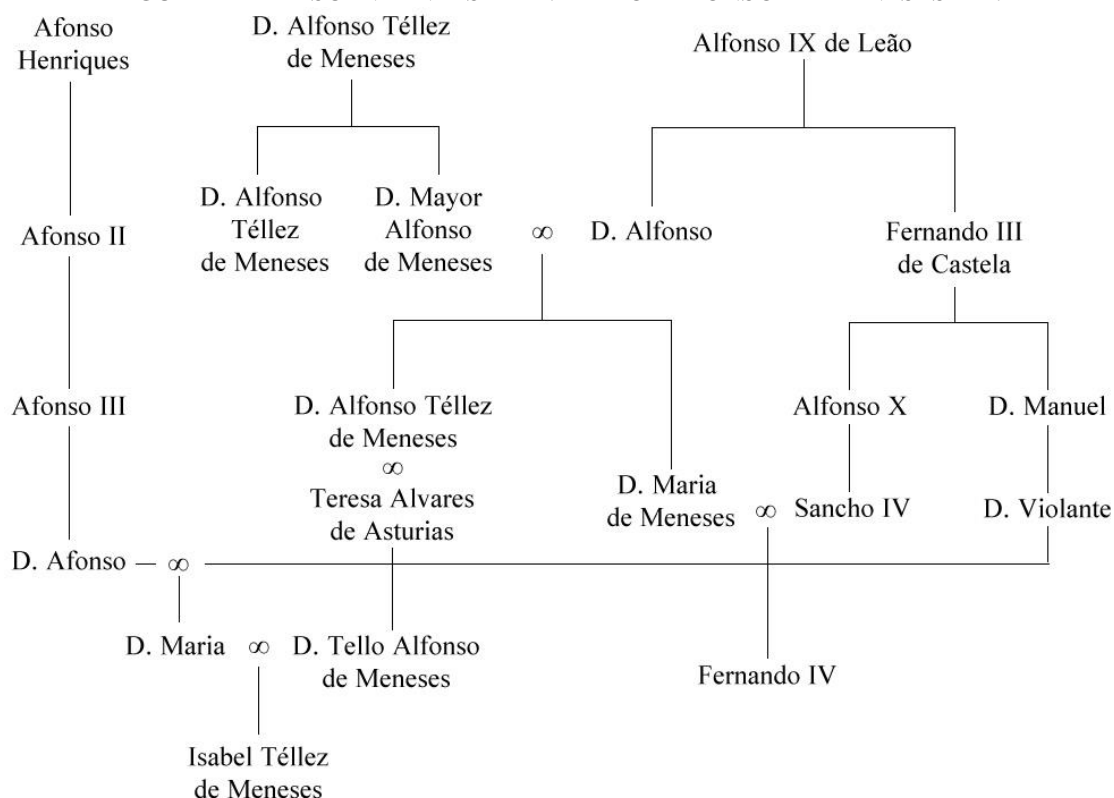 Afonso
Henriques
D. Alfonso Téllez
de Meneses
Alfonso IX de Leão
D. Alfonso
Téllez
de Meneses
D. Mayor
Alfonso
de Meneses
Afonso II
∞
D. Alfonso
Fernando III
de Castela
Afonso III
D. Alfonso Téllez
de Meneses
∞
Teresa Alvares
de Asturias
Alfonso X
D. Manuel
D. Maria
de Meneses
∞
Sancho IV
D. Violante
D. Afonso
∞
D. Maria
∞
D. Tello Alfonso
de Meneses
Fernando IV
Isabel Téllez
de Meneses